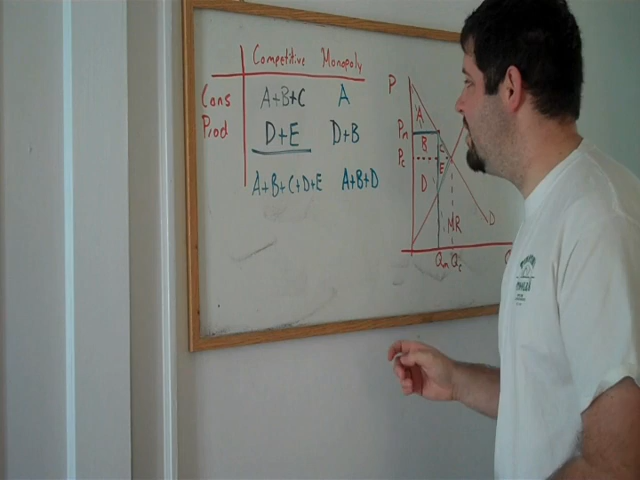 Competitive Monopoly
Cons A+B+C A
Prod D+E D+B
A+B+C+D+E A+B+D
P
A
Pm
B C
Pc
E
D
MR D
Qm Qc